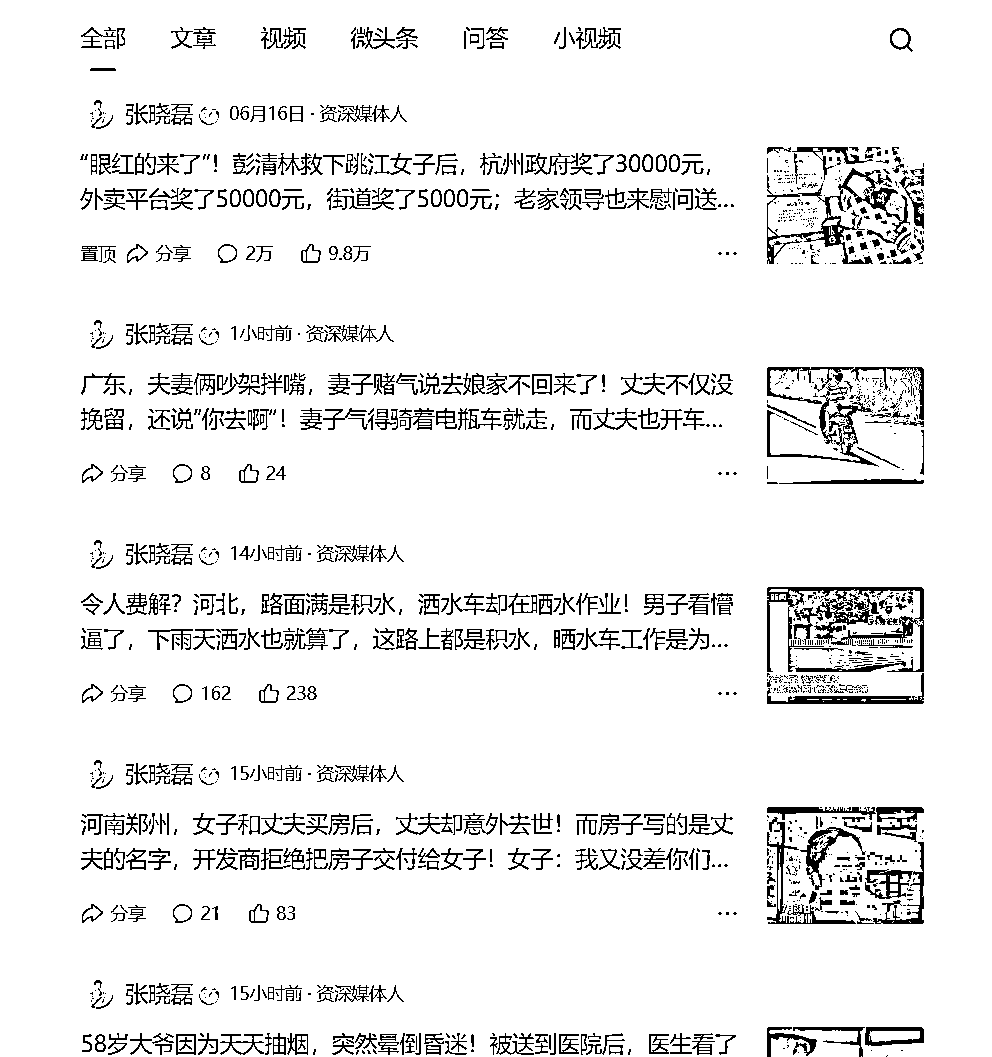 全部 文章 视频 微头条 问答 小视频
张晓磊 06月16日 · 资深媒体人
“眼红的来了”！彭清林救下跳江女子后，杭州政府奖了30000元，
外卖平台奖了50000元，街道奖了5000元；老家领导也来慰问送...
置顶 分享 2万 9.8万
张晓磊 1小时前 · 资深媒体人
广东，夫妻俩吵架拌嘴，妻子赌气说去娘家不回来了！丈夫不仅没
挽留，还说“你去啊”！妻子气得骑着电瓶车就走，而丈夫也开车...
分享 8 24
张晓磊 14小时前 · 资深媒体人
令人费解？河北，路面满是积水，洒水车却在晒水作业！男子看懵
逼了，下雨天洒水也就算了，这路上都是积水，晒水车工作是为...
分享 162 238
张晓磊 15小时前 · 资深媒体人
河南郑州，女子和丈夫买房后，丈夫却意外去世！而房子写的是丈
夫的名字，开发商拒绝把房子交付给女子！女子：我又没差你们...
分享 21 83
张晓磊 15小时前 · 资深媒体人
58岁大爷因为天天抽烟，突然晕倒昏迷！被送到医院后，医生看了